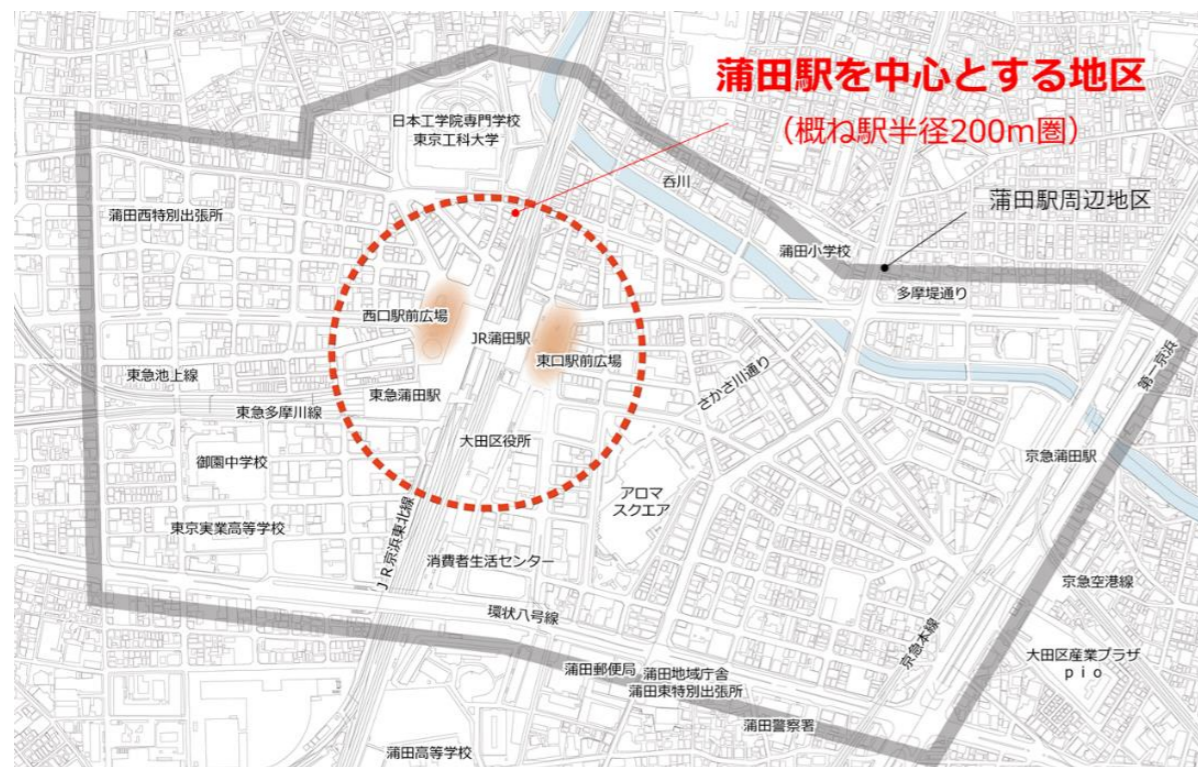 蒲田駅を中心とする地区
（概ね駅半径200m圏）
日本工学院専門学校
東京工科大学
呑川
蒲田駅周辺地区
蒲田西特別出張所
蒲田小学校
多摩堤通り
西口駅前広場
JR蒲田駅
東口駅前広場
第一京浜
東急池上線
東急蒲田駅
さかさ川通り
東急多摩川線
大田区役所
京急蒲田駅
御園中学校
アロマ
スクエア
東京実業高等学校
ＪＲ京浜東北線
消費者生活センター
京急空港線
環状八号線
京急本線
大田区産業プラザ
ｐｉｏ
蒲田郵便局
蒲田地域庁舎
蒲田東特別出張所
蒲田警察署
蒲田高等学校